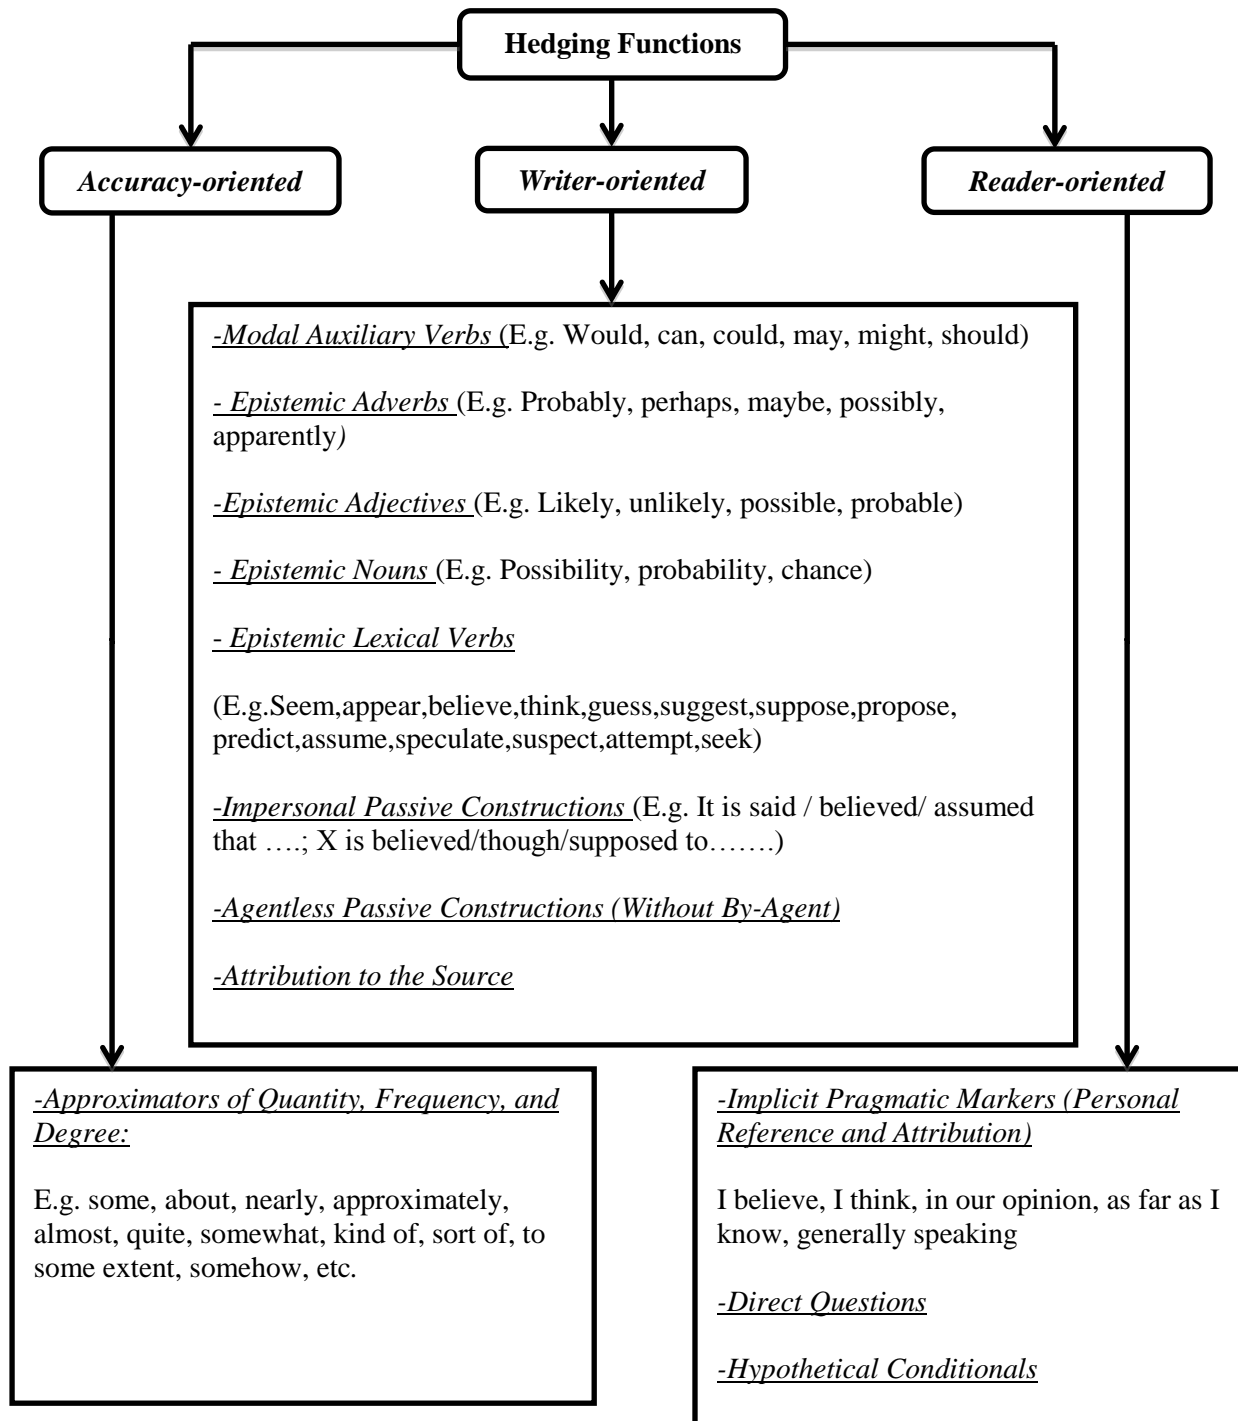 Hedging Functions
Accuracy-oriented
Writer-oriented
Reader-oriented
-Modal Auxiliary Verbs (E.g. Would, can, could, may, might, should)
- Epistemic Adverbs (E.g. Probably, perhaps, maybe, possibly,
apparently)
-Epistemic Adjectives (E.g. Likely, unlikely, possible, probable)
- Epistemic Nouns (E.g. Possibility, probability, chance)
- Epistemic Lexical Verbs
(E.g.Seem,appear,believe,think,guess,suggest,suppose,propose,
predict,assume,speculate,suspect,attempt,seek)
-Impersonal Passive Constructions (E.g. It is said / believed/ assumed
that ….; X is believed/though/supposed to…….)
-Agentless Passive Constructions (Without By-Agent)
-Attribution to the Source
-Approximators of Quantity, Frequency, and
Degree:
E.g. some, about, nearly, approximately,
almost, quite, somewhat, kind of, sort of, to
some extent, somehow, etc.
-Implicit Pragmatic Markers (Personal
Reference and Attribution)
I believe, I think, in our opinion, as far as I
know, generally speaking
-Direct Questions
-Hypothetical Conditionals